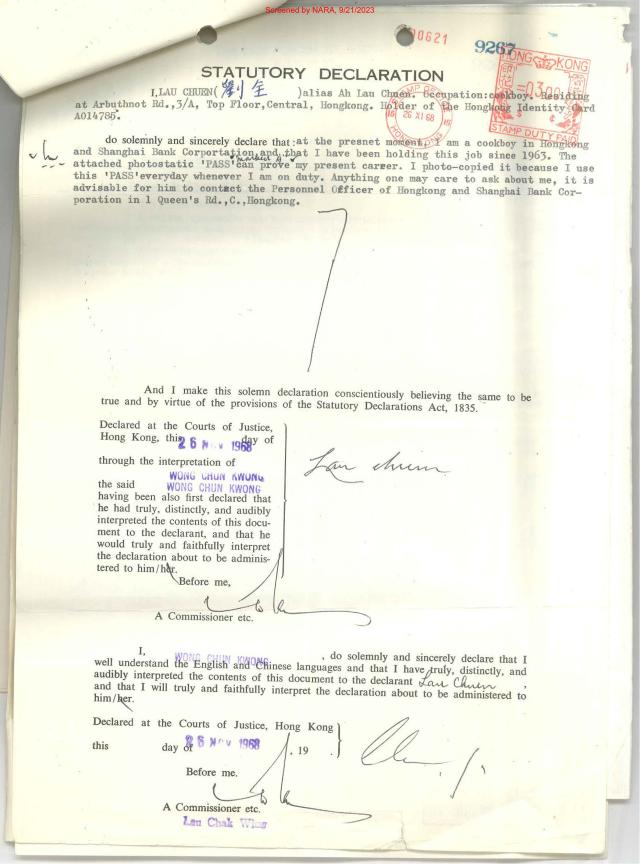 Screened by NARA, 9/21/2023
00621
9267
HONG KONG
=03.00
$ ¢
STAMP DUTY PAID
STAMP OFFICE
26 XI 68
HONG KONG
STATUTORY DECLARATION
I,LAU CHUEN( )alias Ah Lau Chuen. Occupation:cookboy. Residing
at Arbuthnot Rd.,3/A, Top Floor,Central, Hongkong. Holder of the Hongkong Identity Card
A014785.
do solemnly and sincerely declare that:at the presnet moment, I am a cookboy in Hongkong
and Shanghai Bank Corportation,and that I have been holding this job since 1963. The
marked A
attached photostatic 'PASS'can prove my present career. I photo-copied it because I use
this 'PASS'everyday whenever I am on duty. Anything one may care to ask about me, it is
advisable for him to contact the Personnel Officer of Hongkong and Shanghai Bank Cor-
poration in 1 Queen's Rd.,C.,Hongkong.
And I make this solemn declaration conscientiously believing the same to be
true and by virtue of the provisions of the Statutory Declarations Act, 1835.
Declared at the Courts of Justice,
Hong Kong, this 26 NOV 1968 day of
through the interpretation of
WONG CHUN KWONG
the said WONG CHUN KWONG
having been also first declared that
he had truly, distinctly, and audibly
interpreted the contents of this docu-
ment to the declarant, and that he
would truly and faithfully interpret
the declaration about to be adminis-
tered to him/her.
Lau chuen
Before me,
A Commissioner etc.
I, WONG CHUN KWONG , do solemnly and sincerely declare that I
well understand the English and Chinese languages and that I have truly, distinctly, and
audibly interpreted the contents of this document to the declarant Lau Chuen ,
and that I will truly and faithfully interpret the declaration about to be administered to
him/her.
Declared at the Courts of Justice, Hong Kong
this day of 26 NOV 1968 , 19 .
Before me.
A Commissioner etc.
Lau Chak Wing